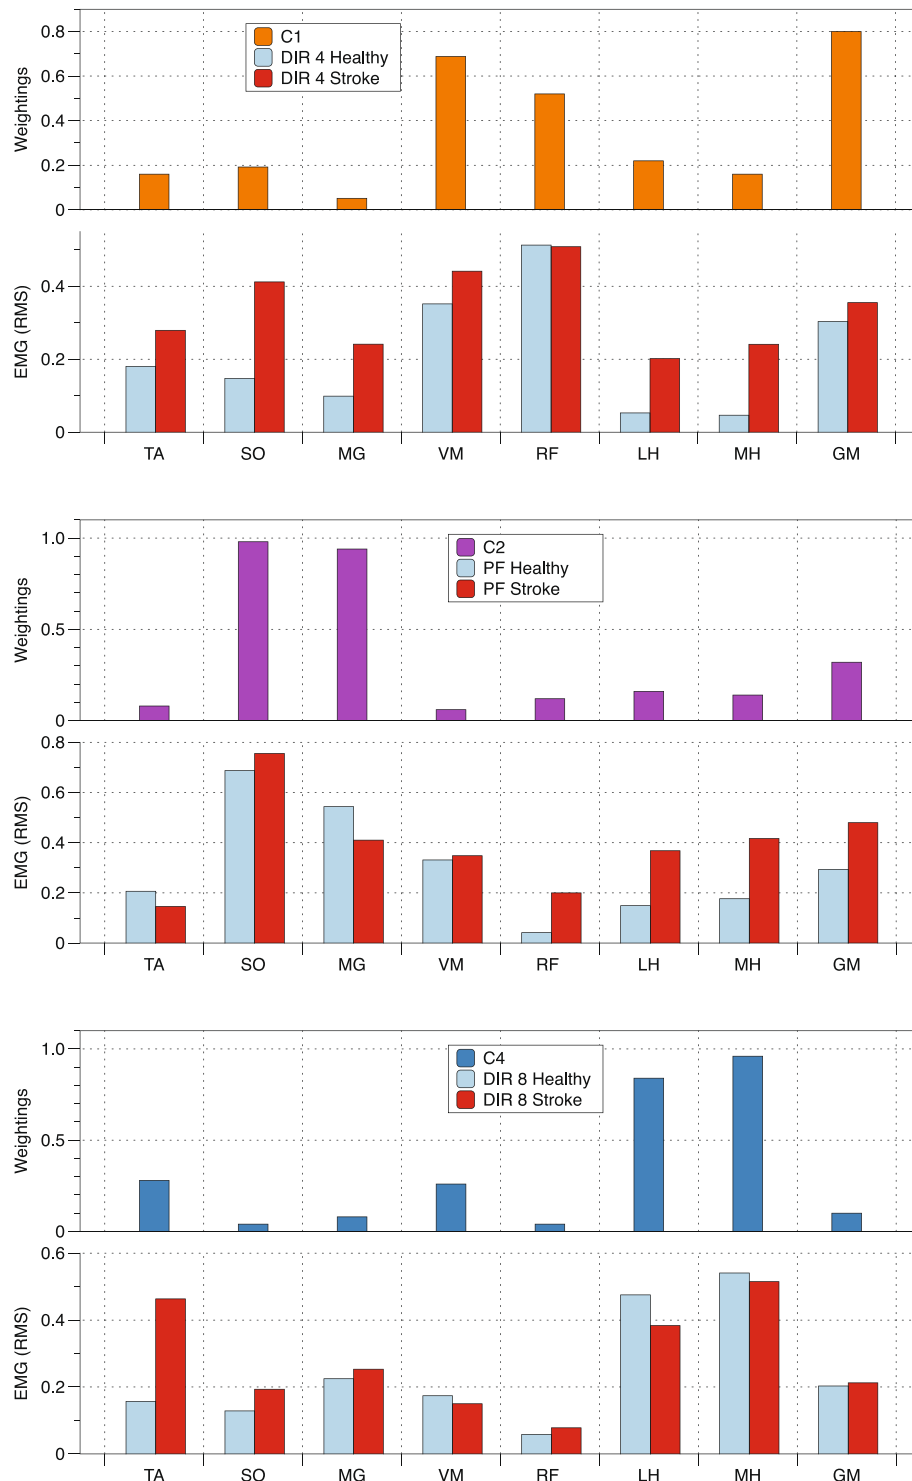 C1
DIR 4 Healthy
DIR 4 Stroke
Weightings
0.8
0.6
0.4
0.2
0
EMG (RMS)
0.4
0.2
0
TA SO MG VM RF LH MH GM
C2
PF Healthy
PF Stroke
Weightings
1.0
0.5
0
EMG (RMS)
0.8
0.6
0.4
0.2
0
TA SO MG VM RF LH MH GM
C4
DIR 8 Healthy
DIR 8 Stroke
Weightings
1.0
0.5
0
EMG (RMS)
0.6
0.4
0.2
0
TA SO MG VM RF LH MH GM